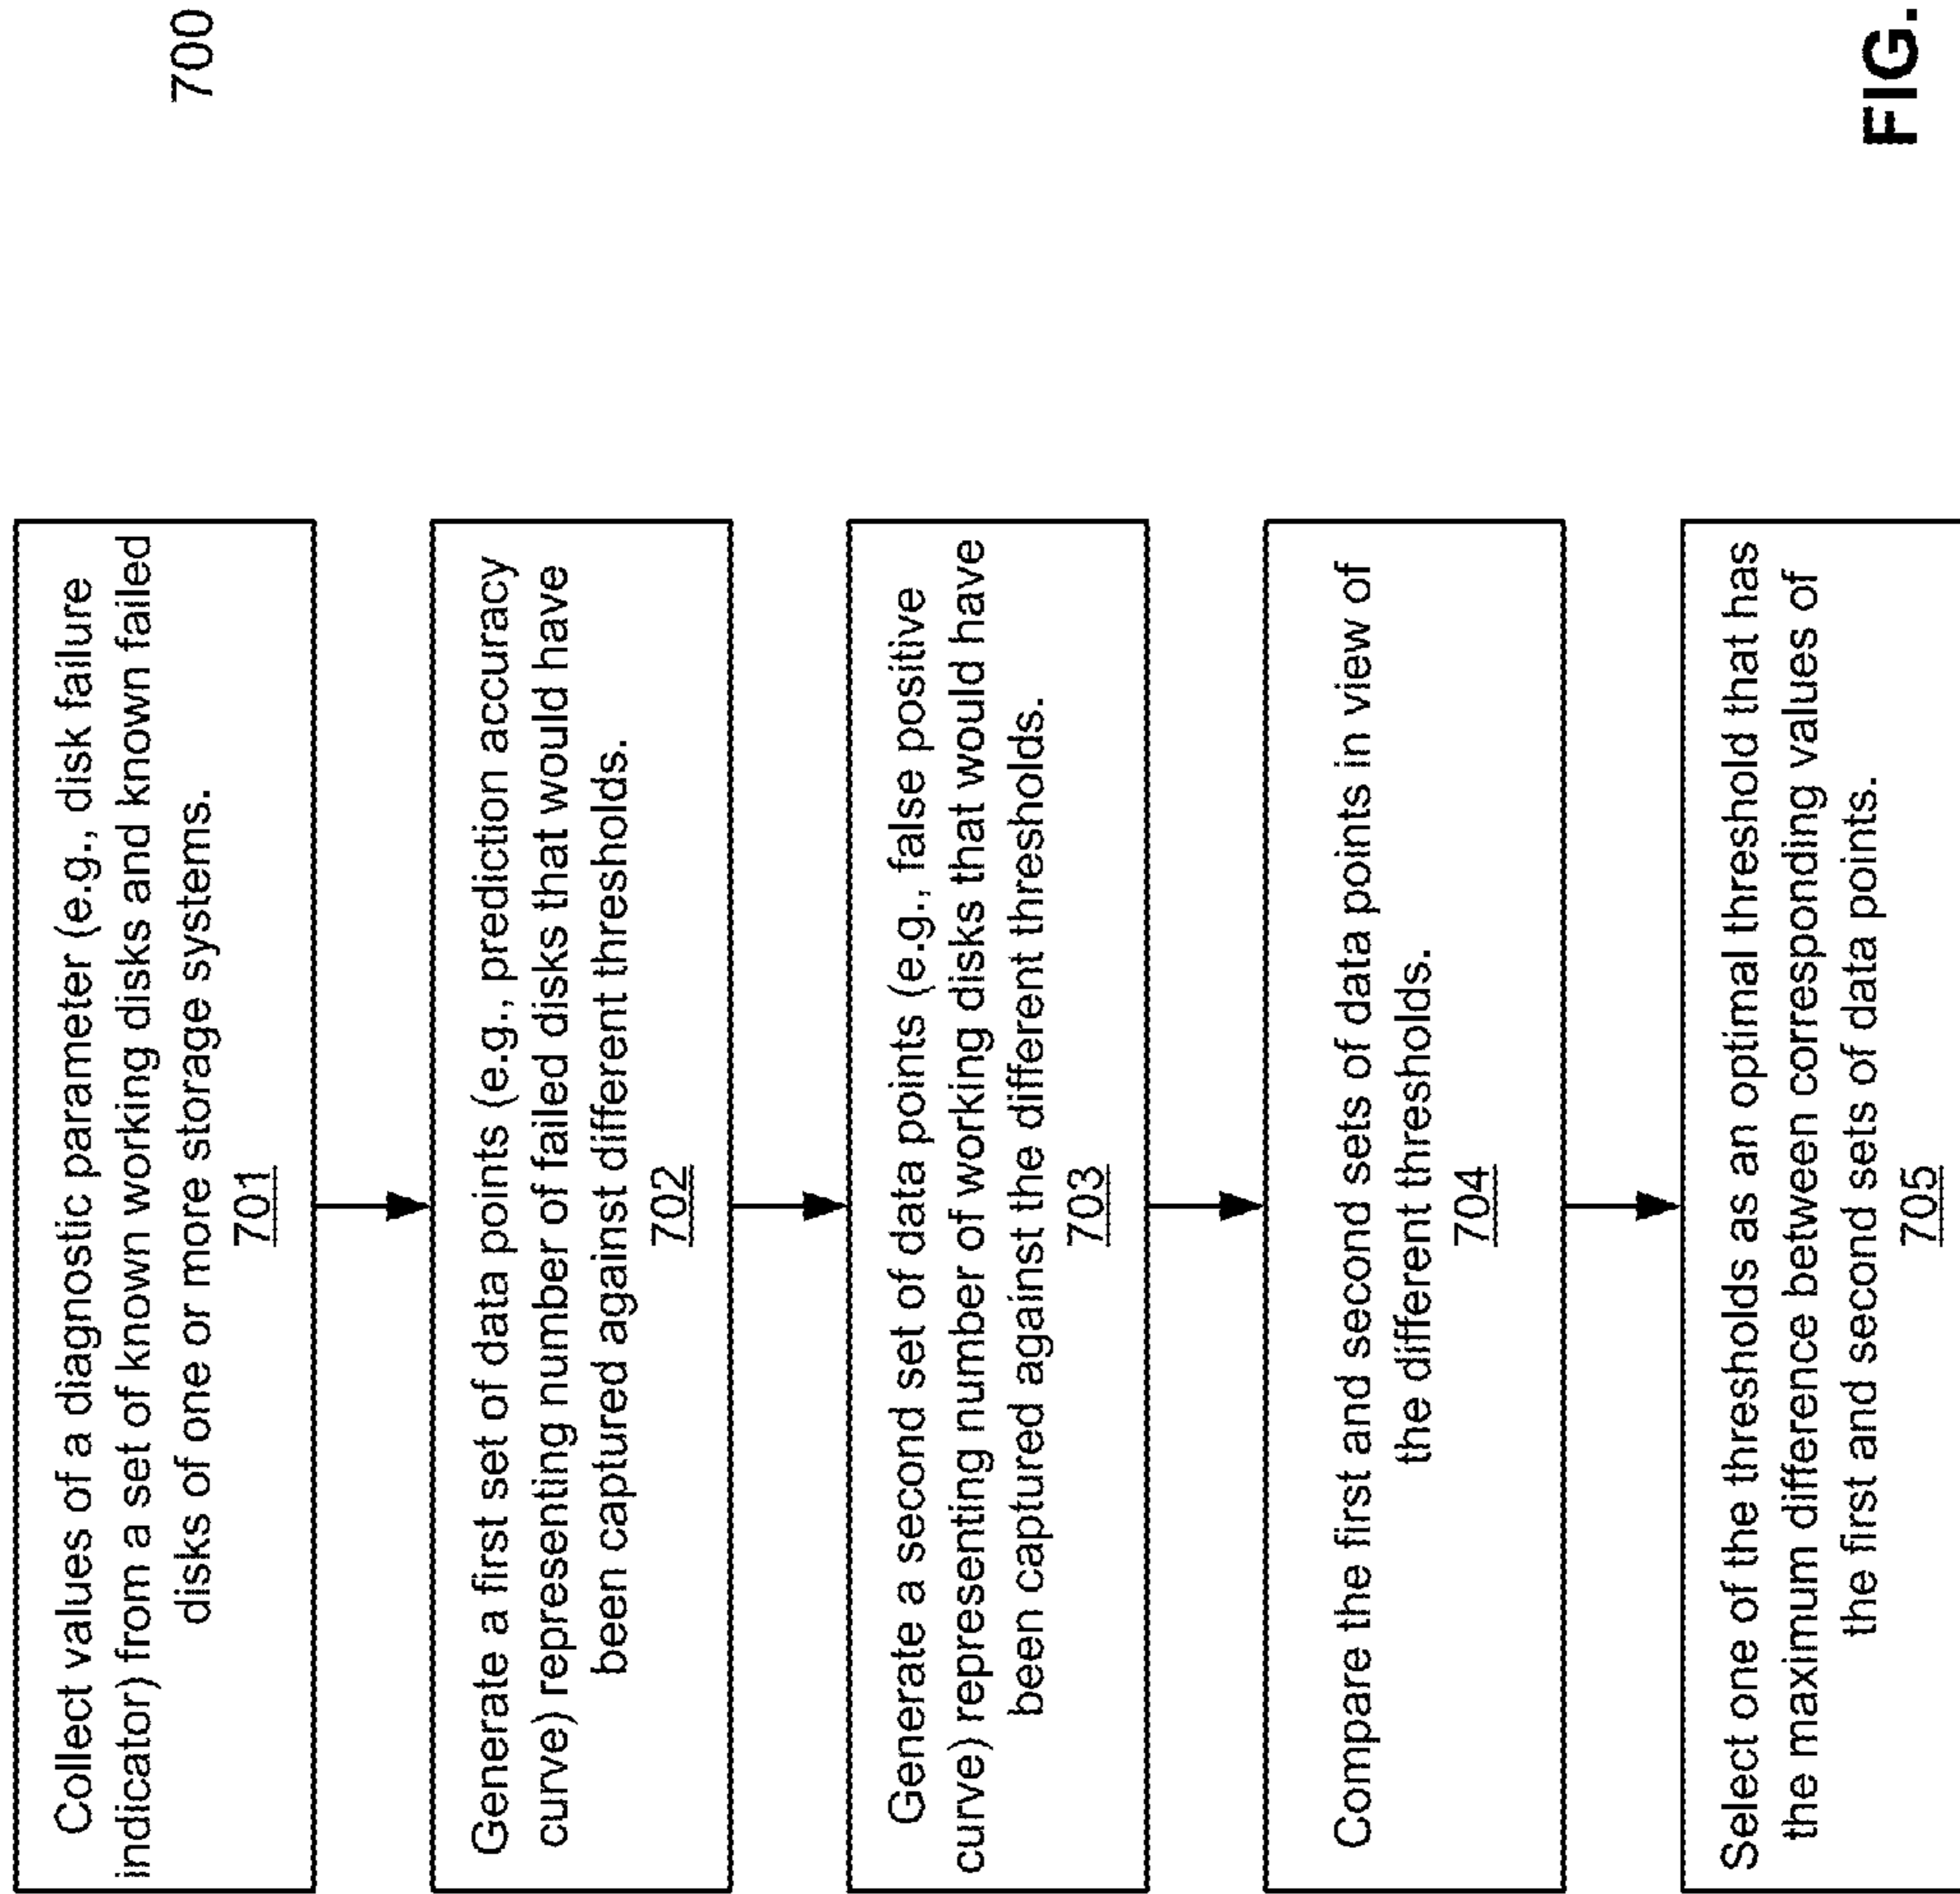 Collect values of a diagnostic parameter (e.g., disk failure
indicator) from a set of known working disks and known failed
disks of one or more storage systems.
701
Generate a first set of data points (e.g., prediction accuracy
curve) representing number of failed disks that would have
been captured against different thresholds.
702
Generate a second set of data points (e.g., false positive
curve) representing number of working disks that would have
been captured against the different thresholds.
703
Compare the first and second sets of data points in view of
the different thresholds.
704
Select one of the thresholds as an optimal threshold that has
the maximum difference between corresponding values of
the first and second sets of data points.
705
700
FIG.